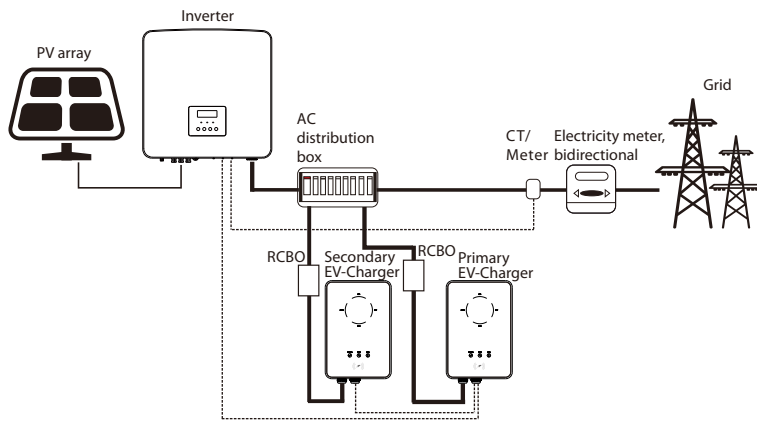 Inverter
PV array
Grid
AC
distribution
box
CT/
Meter
Electricity meter,
bidirectional
RCBO
Secondary
EV-Charger
RCBO
Primary
EV-Charger